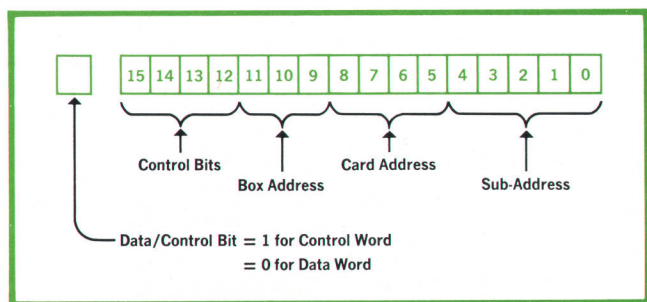 15 14 13 12 11 10 9 8 7 6 5 4 3 2 1 0
Control Bits
Box Address
Card Address
Sub-Address
Data/Control Bit = 1 for Control Word
= 0 for Data Word